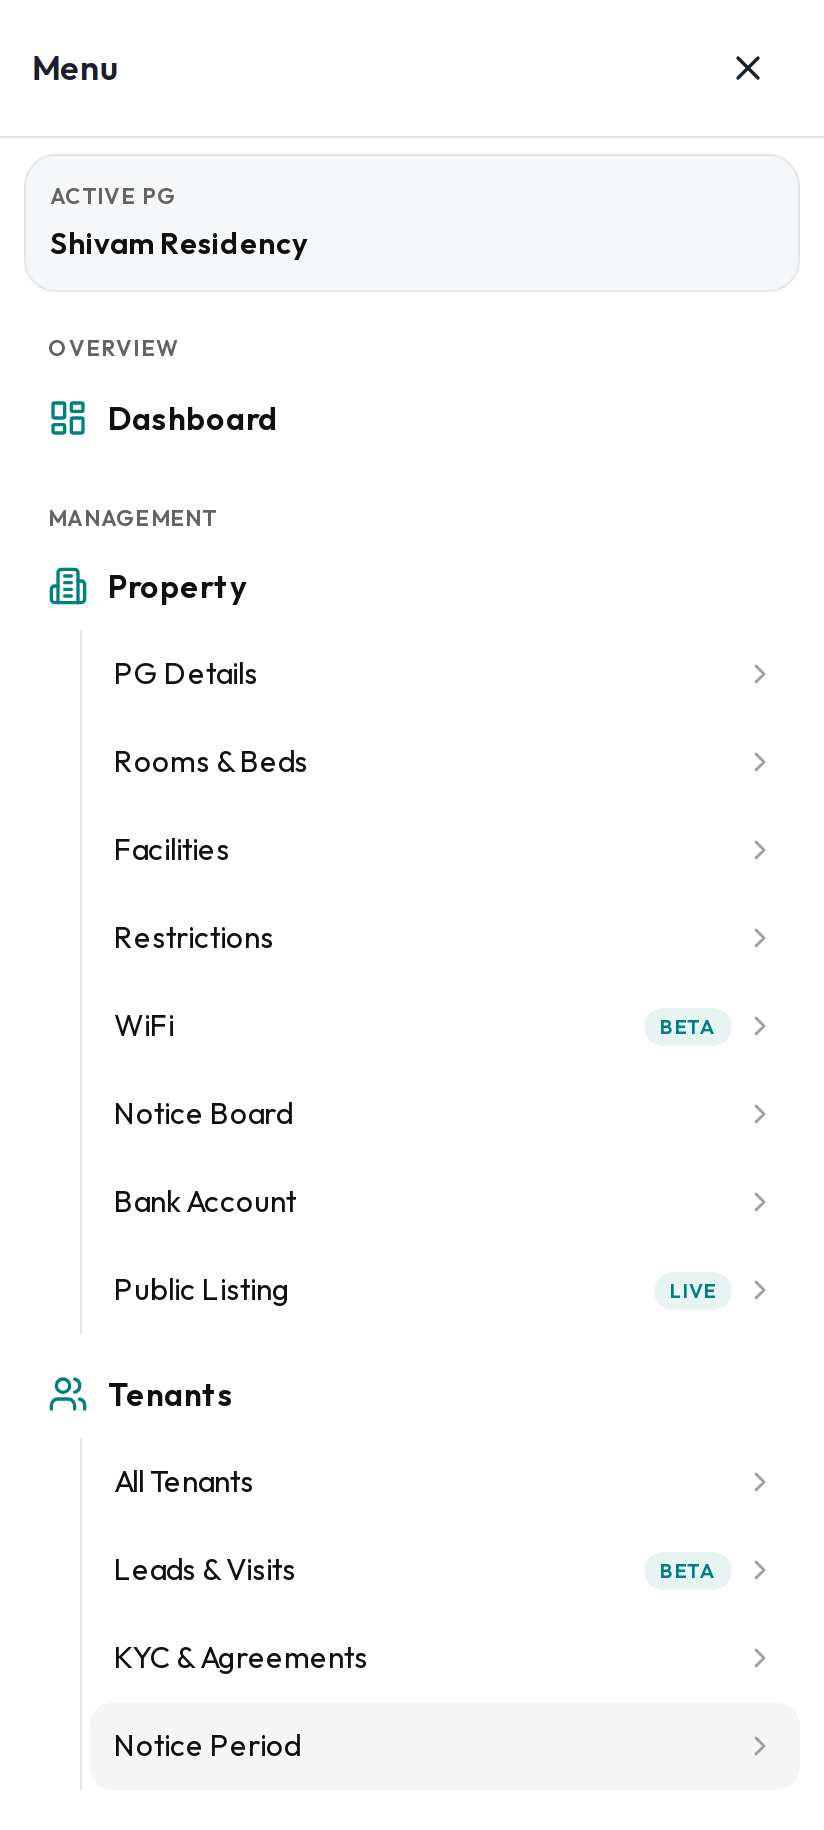 Menu
ACTIVE PG
Shivam Residency
OVERVIEW
Dashboard
MANAGEMENT
Property
PG Details
Rooms & Beds
Facilities
Restrictions
WiFi BETA
Notice Board
Bank Account
Public Listing LIVE
Tenants
All Tenants
Leads & Visits BETA
KYC & Agreements
Notice Period